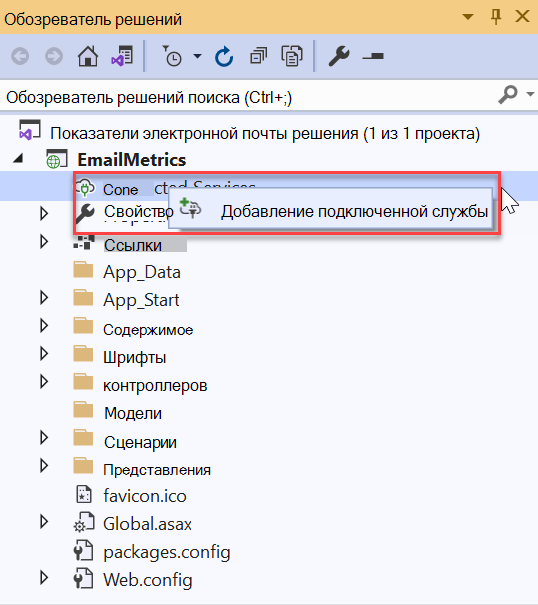 Обозреватель решений
Обозреватель решений поиска (Ctrl+;)
Показатели электронной почты решения (1 из 1 проекта)
EmailMetrics
Cone cted Services
Свойство Добавление подключенной службы
Ссылки
App_Data
App_Start
Содержимое
Шрифты
контроллеров
Модели
Сценарии
Представления
favicon.ico
Global.asax
packages.config
Web.config